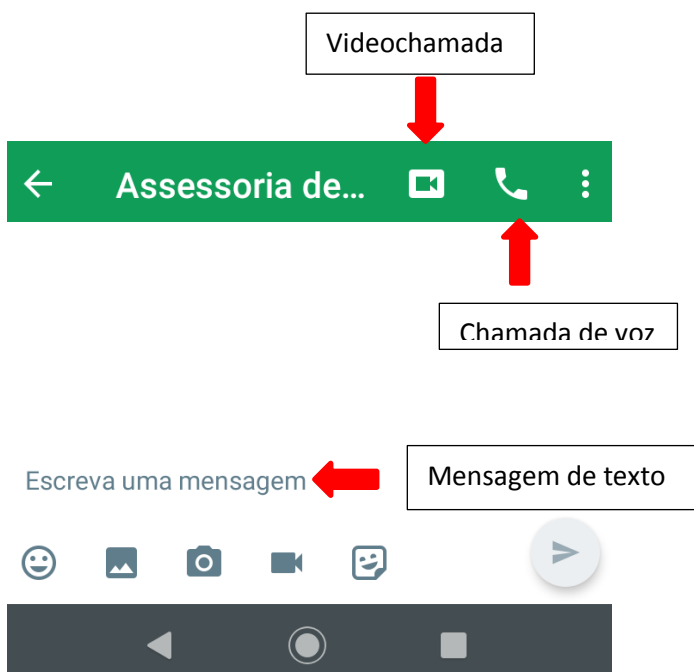 Videochamada
Assessoria de...
Chamada de voz
Escreva uma mensagem
Mensagem de texto